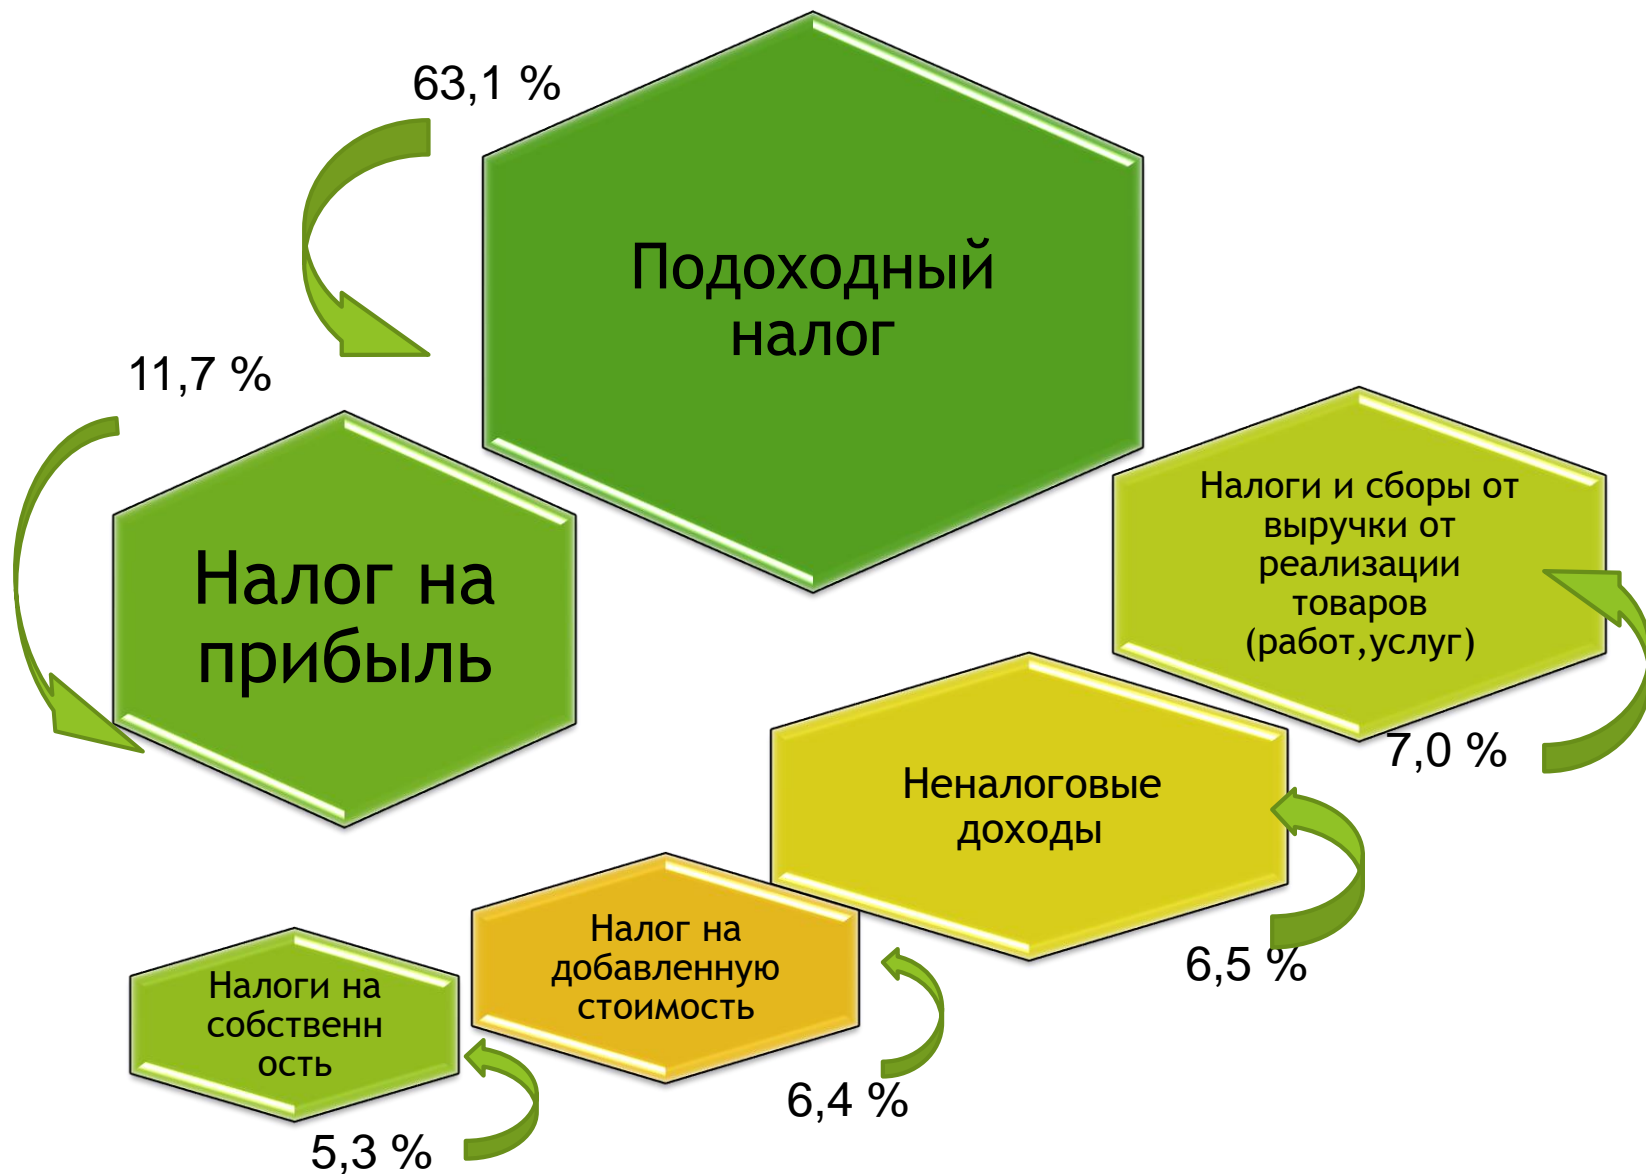 63,1 %
Подоходный
налог
11,7 %
Налог на
прибыль
Налоги и сборы от
выручки от
реализации
товаров
(работ,услуг)
7,0 %
Неналоговые
доходы
6,5 %
Налог на
добавленную
стоимость
6,4 %
Налоги на
собственн
ость
5,3 %